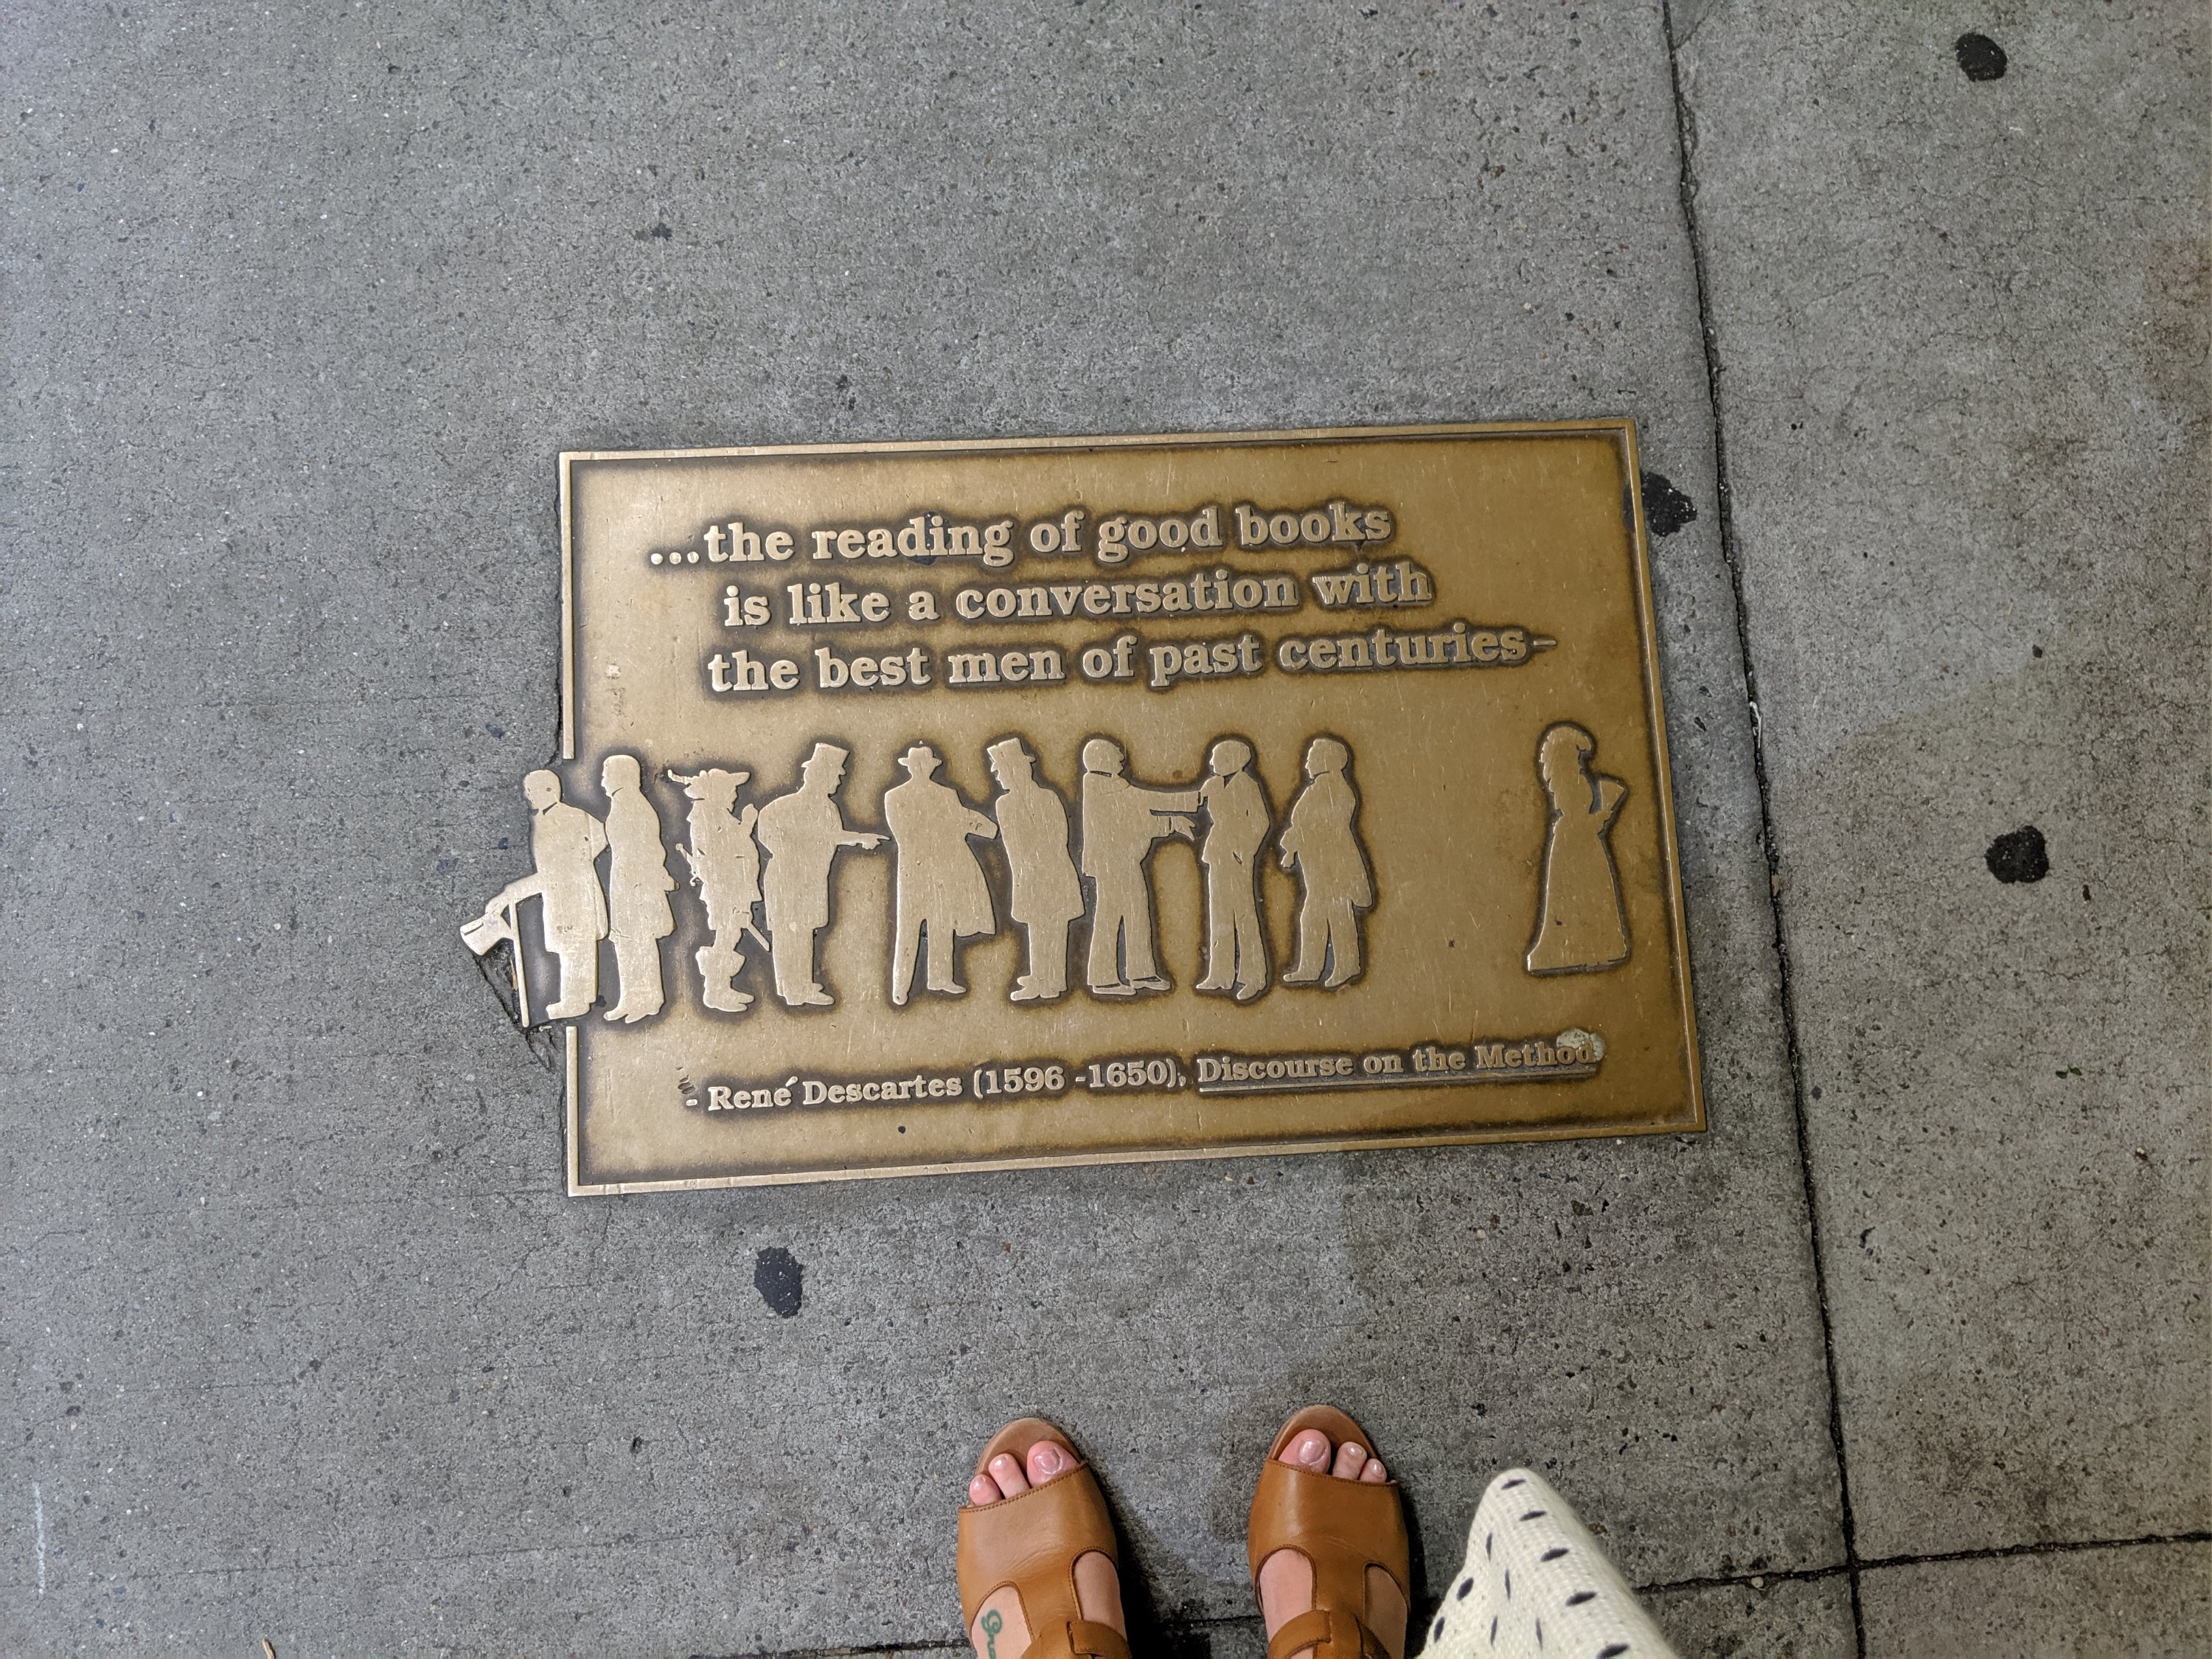 ...the reading of good books
is like a conversation with
the best men of past centuries–
- René Descartes (1596 -1650), Discourse on the Method